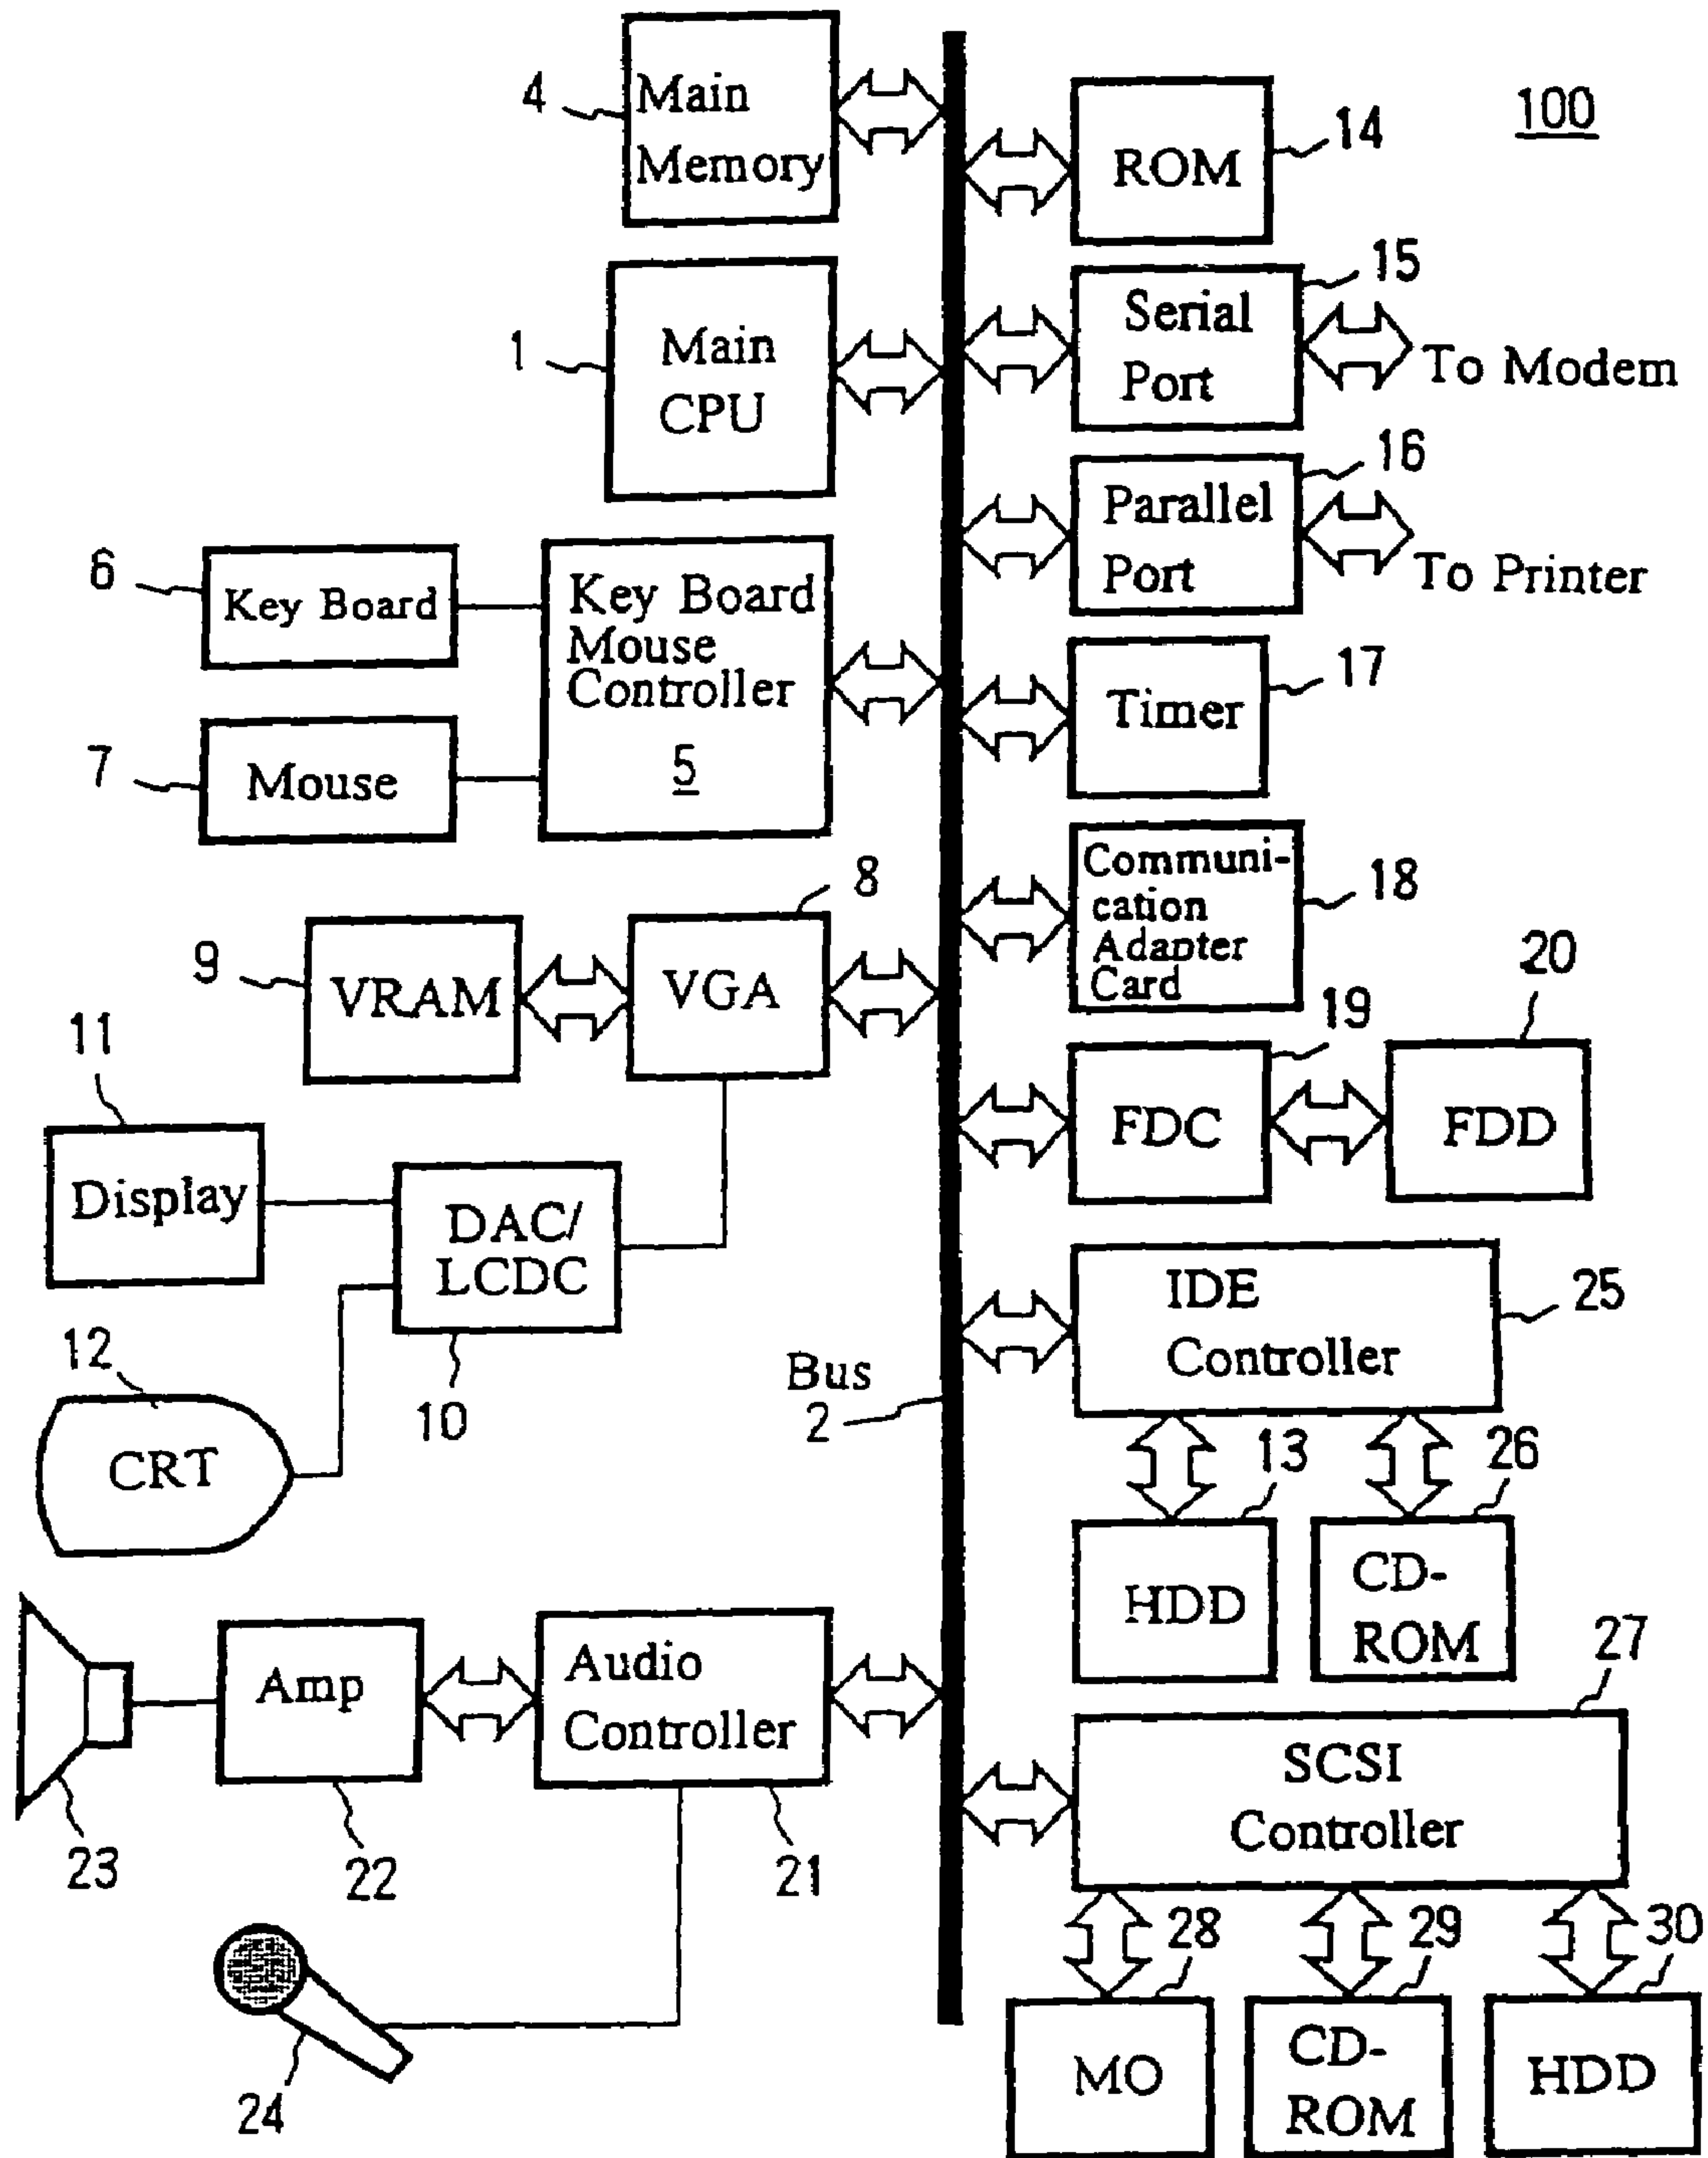 100
4
Main
Memory
ROM
14
1
Main
CPU
Serial
Port
15
To Modem
Parallel
Port
16
To Printer
6
Key Board
Key Board
Mouse
Controller
5
7
Mouse
Timer
17
Communi-
cation
Adapter
Card
18
8
9
VRAM
VGA
19
20
FDC
FDD
11
Display
DAC/
LCDC
10
12
CRT
Bus
2
IDE
Controller
25
13
26
HDD
CD-
ROM
27
Amp
Audio
Controller
23
22
21
24
SCSI
Controller
28
29
30
MO
CD-
ROM
HDD